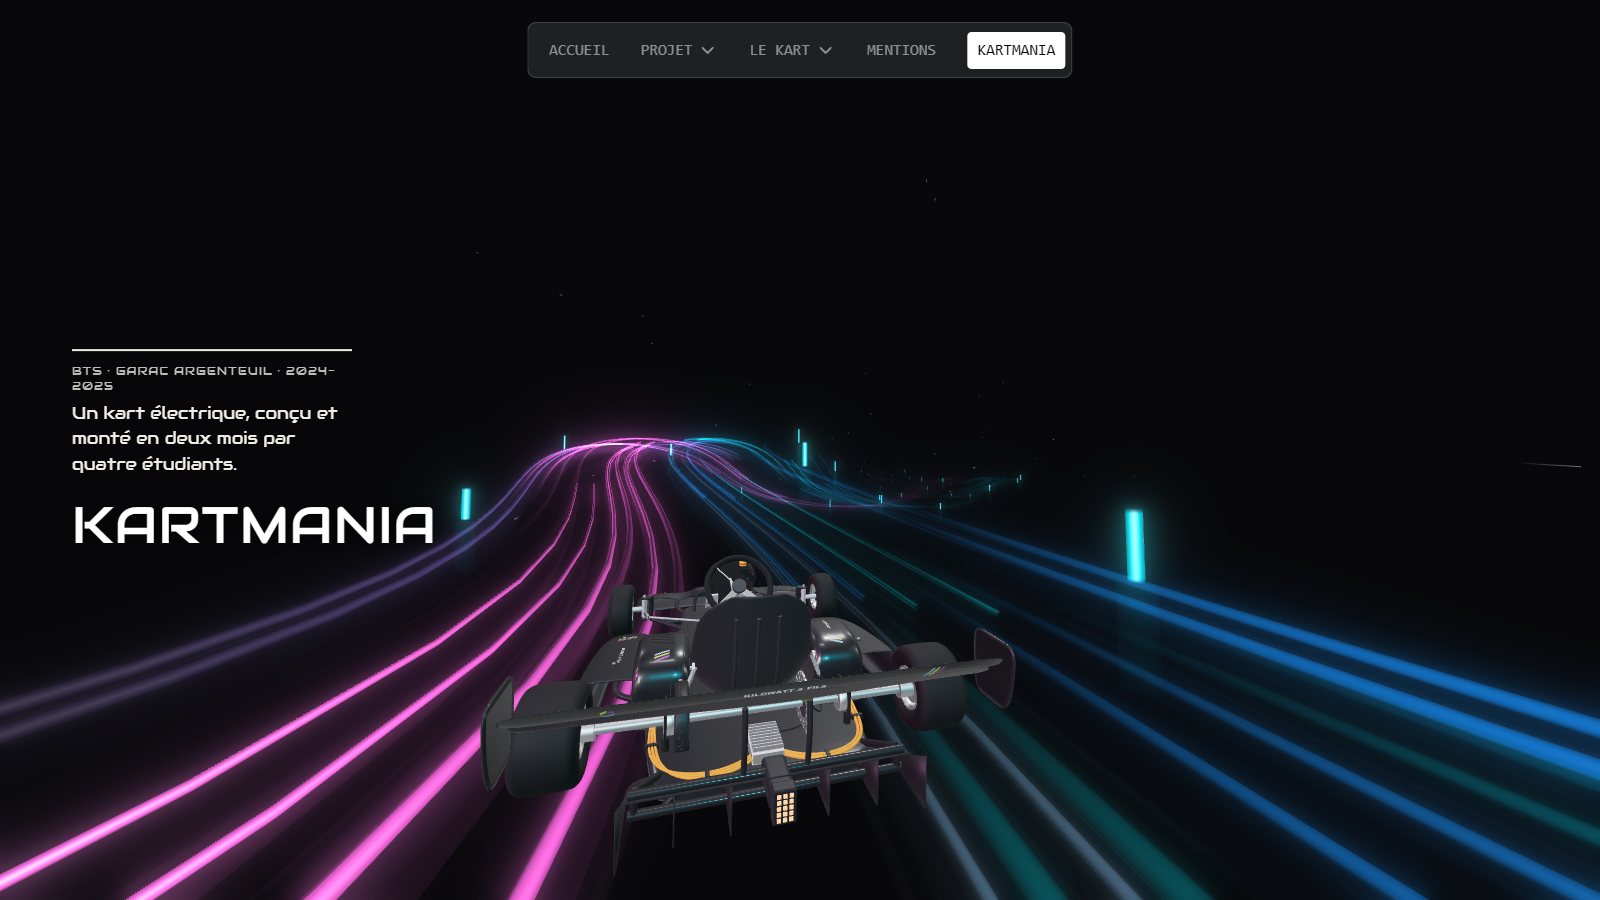 ACCUEIL PROJET LE KART MENTIONS KARTMANIA
BTS · GARAC ARGENTEUIL · 2024-
2025
Un kart électrique, conçu et
monté en deux mois par
quatre étudiants.
KARTMANIA